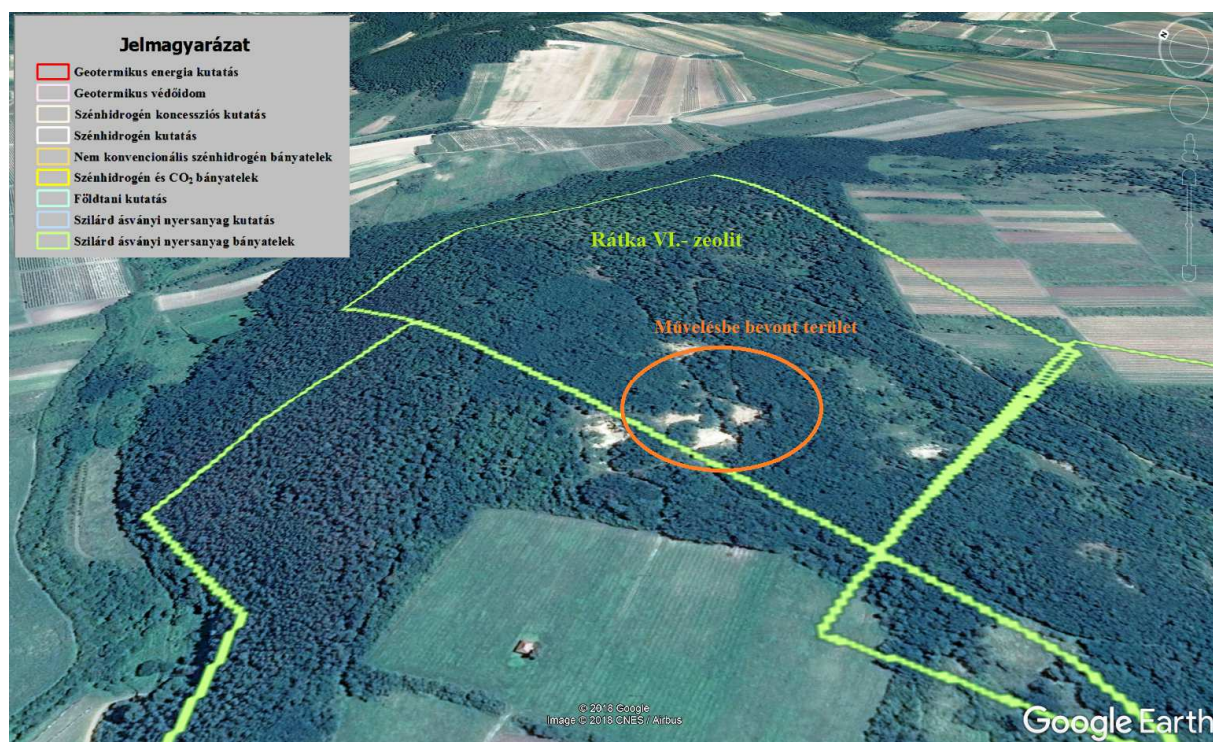 Jelmagyarázat
Geotermikus energia kutatás
Geotermikus védőidom
Szénhidrogén koncessziós kutatás
Szénhidrogén kutatás
Nem konvencionális szénhidrogén bányatelek
Szénhidrogén és CO₂ bányatelek
Földtani kutatás
Szilárd ásványi nyersanyag kutatás
Szilárd ásványi nyersanyag bányatelek
N
Rátka VI.- zeolit
Művelésbe bevont terület
© 2018 Google
Image © 2018 CNES / Airbus
Google Earth